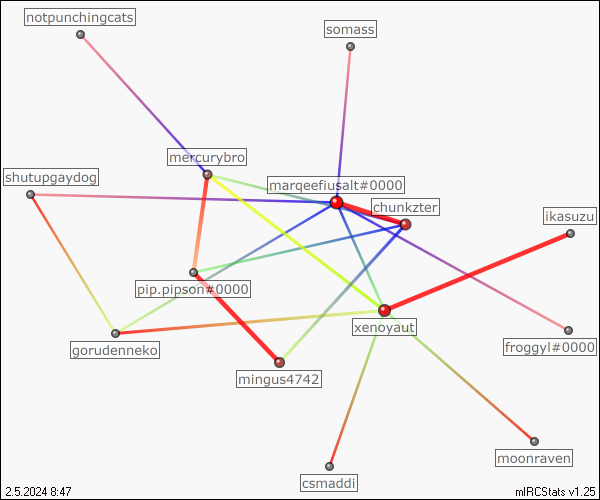 notpunchingcats
somass
mercurybro
shutupgaydog
marqeefiusalt#0000
chunkzter
ikasuzu
pip.pipson#0000
xenoyaut
gorudenneko
froggyl#0000
mingus4742
moonraven
csmaddi
2.5.2024 8:47
mIRCStats v1.25